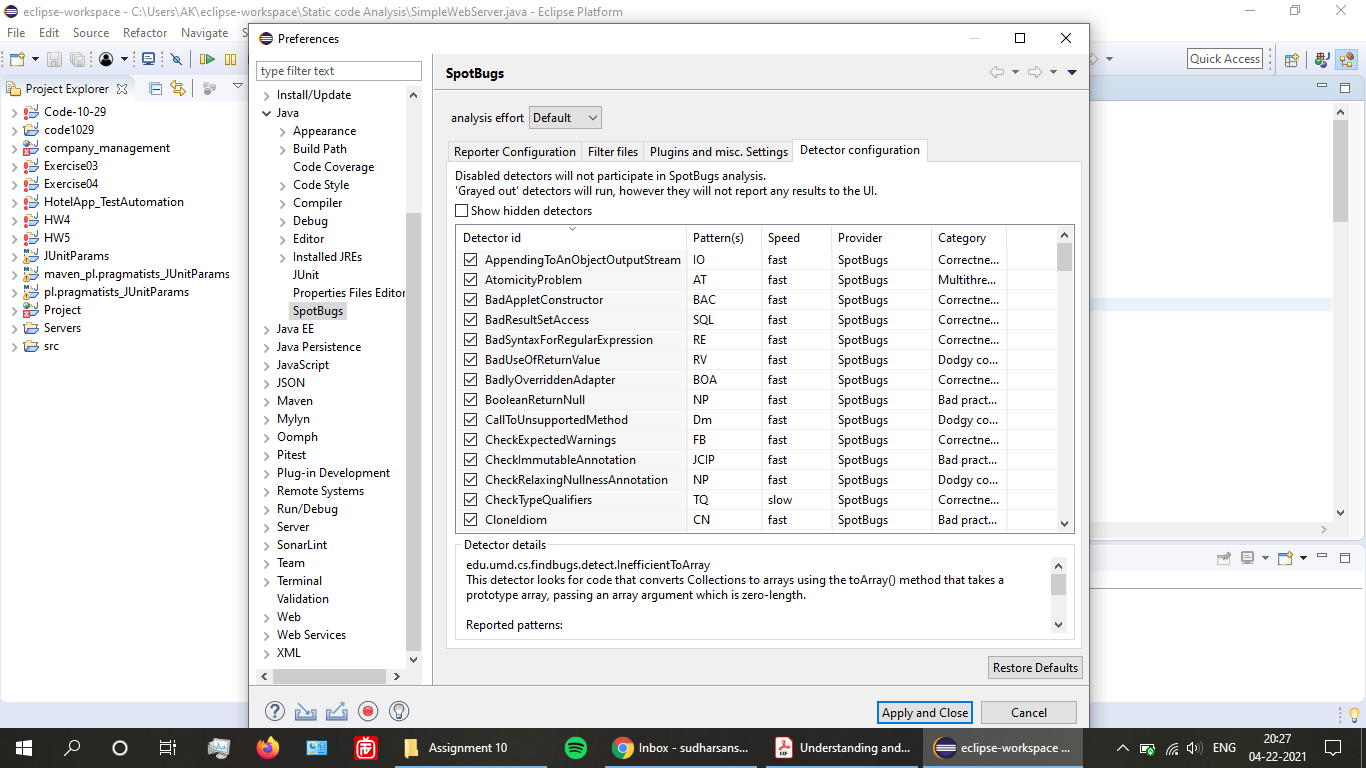 eclipse-workspace - C:\Users\AK\eclipse-workspace\Static code Analysis\SimpleWebServer.java - Eclipse Platform
File Edit Source Refactor Navigate S
Quick Access
Project Explorer
Code-10-29
code1029
company_management
Exercise03
Exercise04
HotelApp_TestAutomation
HW4
HW5
JUnitParams
maven_pl.pragmatists_JUnitParams
pl.pragmatists_JUnitParams
Project
Servers
src
Preferences
type filter text
Install/Update
Java
Appearance
Build Path
Code Coverage
Code Style
Compiler
Debug
Editor
Installed JREs
JUnit
Properties Files Editor
SpotBugs
Java EE
Java Persistence
JavaScript
JSON
Maven
Mylyn
Oomph
Pitest
Plug-in Development
Remote Systems
Run/Debug
Server
SonarLint
Team
Terminal
Validation
Web
Web Services
XML
SpotBugs
analysis effort Default
Reporter Configuration Filter files Plugins and misc. Settings Detector configuration
Disabled detectors will not participate in SpotBugs analysis.
'Grayed out' detectors will run, however they will not report any results to the UI.
Show hidden detectors
Detector id Pattern(s) Speed Provider Category
AppendingToAnObjectOutputStream IO fast SpotBugs Correctne...
AtomicityProblem AT fast SpotBugs Multithre...
BadAppletConstructor BAC fast SpotBugs Correctne...
BadResultSetAccess SQL fast SpotBugs Correctne...
BadSyntaxForRegularExpression RE fast SpotBugs Correctne...
BadUseOfReturnValue RV fast SpotBugs Dodgy co...
BadlyOverriddenAdapter BOA fast SpotBugs Correctne...
BooleanReturnNull NP fast SpotBugs Bad pract...
CallToUnsupportedMethod Dm fast SpotBugs Dodgy co...
CheckExpectedWarnings FB fast SpotBugs Correctne...
CheckImmutableAnnotation JCIP fast SpotBugs Bad pract...
CheckRelaxingNullnessAnnotation NP fast SpotBugs Dodgy co...
CheckTypeQualifiers TQ slow SpotBugs Correctne...
CloneIdiom CN fast SpotBugs Bad pract...
Detector details
edu.umd.cs.findbugs.detect.InefficientToArray
This detector looks for code that converts Collections to arrays using the toArray() method that takes a
prototype array, passing an array argument which is zero-length.
Reported patterns:
Restore Defaults
Apply and Close Cancel
Assignment 10 Inbox - sudharsans... Understanding and... eclipse-workspace ... ENG 20:27
04-22-2021